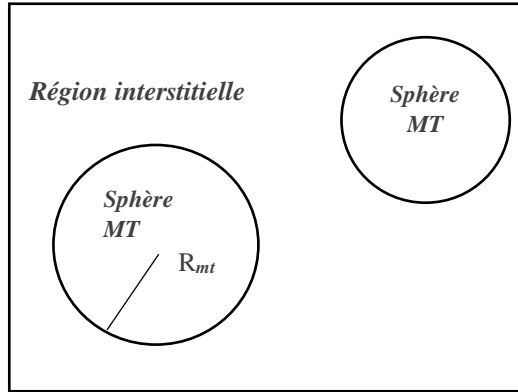 Région interstitielle
Sphère
MT
Sphère
MT
Rmt